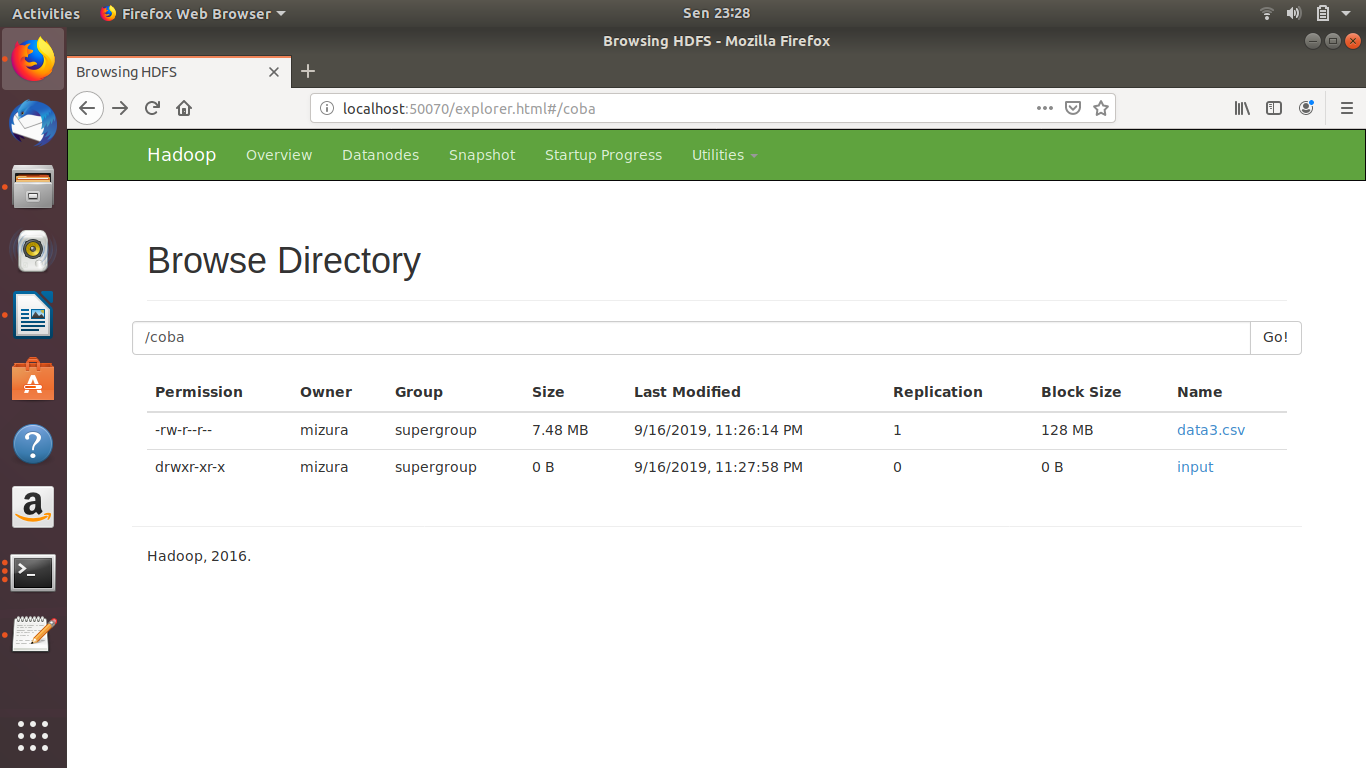 Activities Firefox Web Browser Sen 23:28
Browsing HDFS - Mozilla Firefox
Browsing HDFS
localhost:50070/explorer.html#/coba
Hadoop Overview Datanodes Snapshot Startup Progress Utilities
Browse Directory
/coba Go!
Permission Owner Group Size Last Modified Replication Block Size Name
-rw-r--r-- mizura supergroup 7.48 MB 9/16/2019, 11:26:14 PM 1 128 MB data3.csv
drwxr-xr-x mizura supergroup 0 B 9/16/2019, 11:27:58 PM 0 0 B input
Hadoop, 2016.